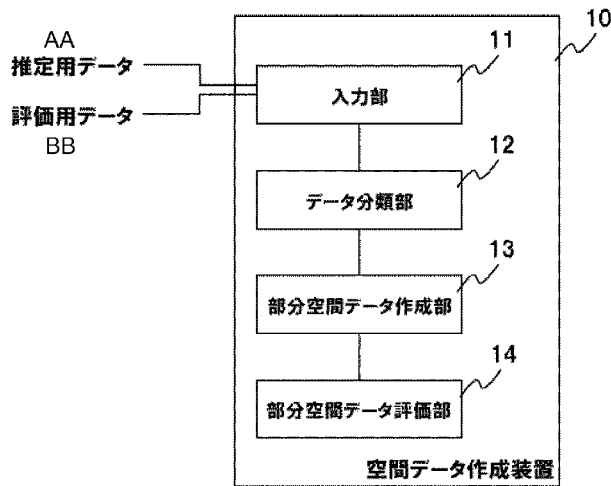 10
AA
推定用データ
評価用データ
BB
11
入力部
12
データ分類部
13
部分空間データ作成部
14
部分空間データ評価部
空間データ作成装置